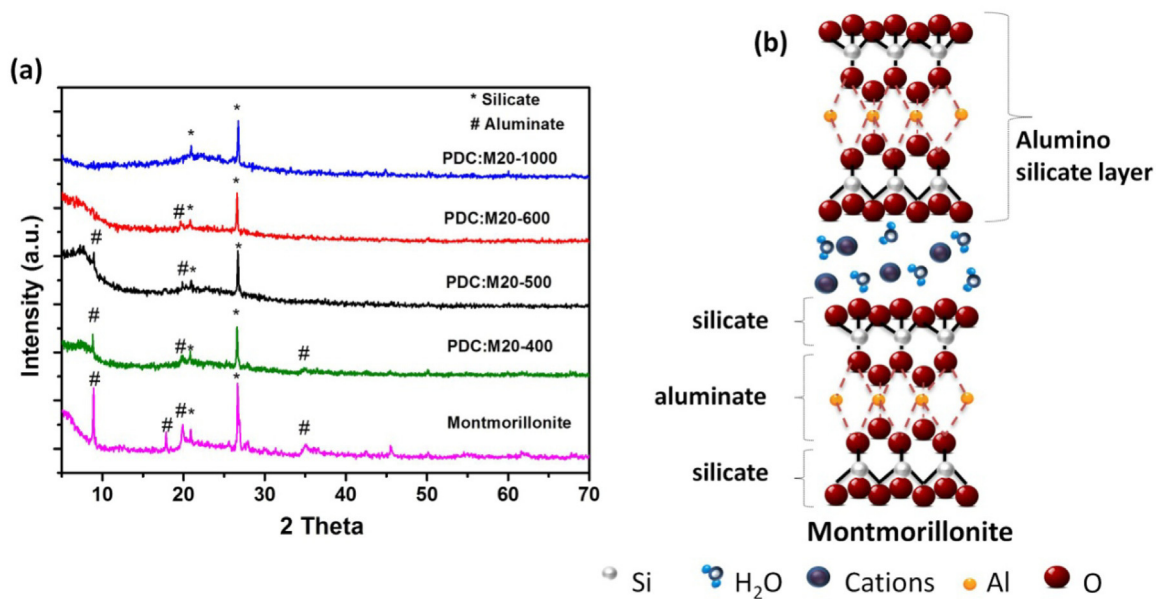 (a)
* Silicate
# Aluminate
*
*
PDC:M20-1000
*
# *
PDC:M20-600
#
# *
*
PDC:M20-500
#
# *
*
#
PDC:M20-400
#
#
# *
*
#
Montmorillonite
Intensity (a.u.)
10 20 30 40 50 60 70
2 Theta
(b)
Alumino
silicate layer
silicate
aluminate
silicate
Montmorillonite
Si H₂O Cations Al O